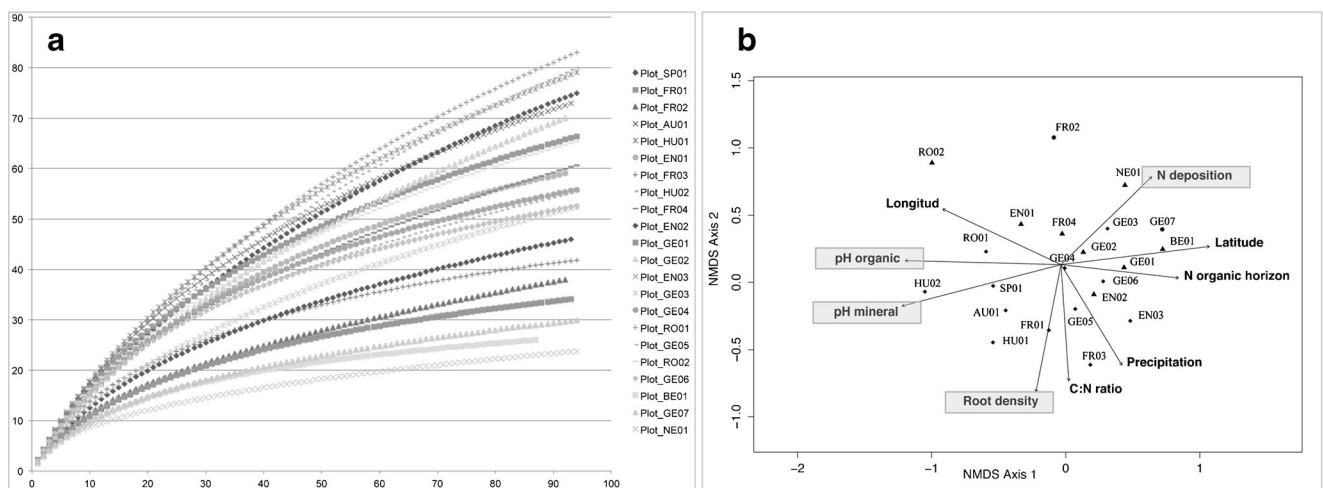 a
90
80
70
60
50
40
30
20
10
0
0 10 20 30 40 50 60 70 80 90 100
Plot_SP01
Plot_FR01
Plot_FR02
Plot_AU01
Plot_HU01
Plot_EN01
Plot_FR03
Plot_HU02
Plot_FR04
Plot_EN02
Plot_GE01
Plot_GE02
Plot_EN03
Plot_GE03
Plot_GE04
Plot_RO01
Plot_GE05
Plot_RO02
Plot_GE06
Plot_BE01
Plot_GE07
Plot_NE01
b
NMDS Axis 2
1.5
1.0
0.5
0.0
−0.5
−1.0
−2 −1 0 1
NMDS Axis 1
FR02
RO02
NE01
N deposition
Longitud
EN01
FR04
GE03
GE07
RO01
GE02
BE01
Latitude
pH organic
GE04
GE01
N organic horizon
HU02
SP01
GE06
EN02
pH mineral
AU01
FR01
GE05
EN03
HU01
FR03
Precipitation
C:N ratio
Root density